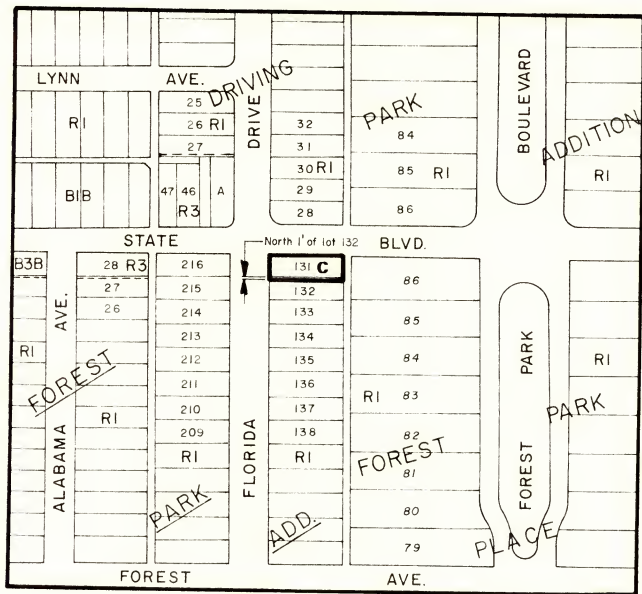 LYNN AVE.
DRIVING
PARK
ADDITION
BOULEVARD
DRIVE
R1
25
26 R1
27
32
31
30 R1
29
28
84
85 R1
86
R1
B1B
47 46 A
R3
STATE BLVD.
North 1' of lot 132
B3B
28 R3
27
26
216
215
214
213
212
211
210
209
R1
131 C
132
133
134
135
136
137
138
R1
86
85
84
R1 83
82
81
80
79
R1
R1
R1
ALABAMA AVE.
FLORIDA
FOREST
PARK
ADD.
FOREST
PARK
PLACE
FOREST PARK
FOREST AVE.